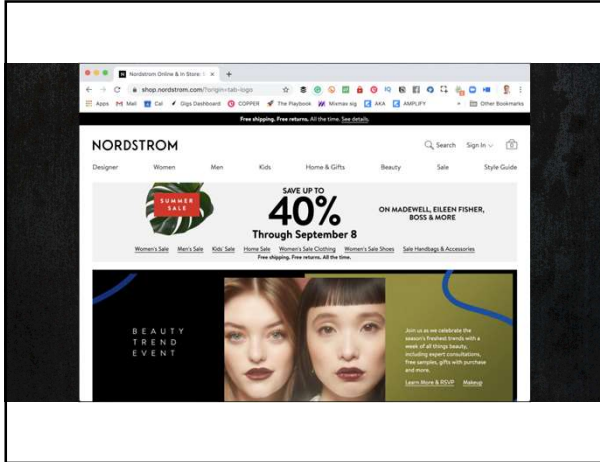 Nordstrom Online & In Store:
shop.nordstrom.com/?origin=tab-logo
Apps Mail Cal Gigs Dashboard COPPER The Playbook Mixmax sig AKA AMPLIFY » Other Bookmarks
Free shipping. Free returns. All the time. See details.
NORDSTROM
Search Sign In 0
Designer Women Men Kids Home & Gifts Beauty Sale Style Guide
SUMMER
SALE
SAVE UP TO
40%
Through September 8
ON MADEWELL, EILEEN FISHER,
BOSS & MORE
Women's Sale Men's Sale Kids' Sale Home Sale Women's Sale Clothing Women's Sale Shoes Sale Handbags & Accessories
Free shipping. Free returns. All the time.
BEAUTY
TREND
EVENT
Join us as we celebrate the
season's freshest trends with a
week of all things beauty,
including expert consultations,
free samples, gifts with purchase
and more.
Learn More & RSVP Makeup